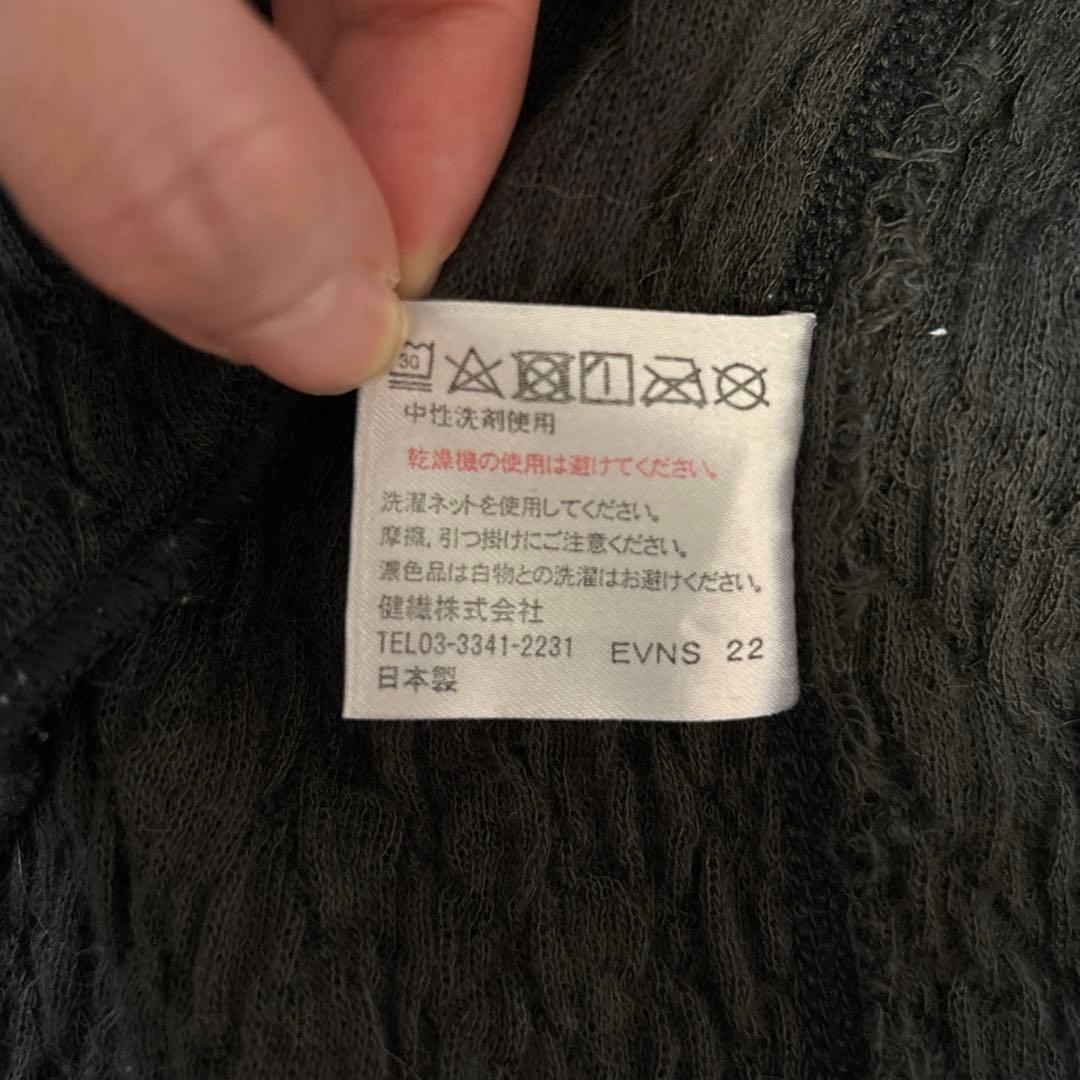 30
中性洗剤使用
乾燥機の使用は避けてください。
洗濯ネットを使用してください。
摩擦,引つ掛けにご注意ください。
濃色品は白物との洗濯はお避けください。
健繊株式会社
TEL03-3341-2231 EVNS 22
日本製